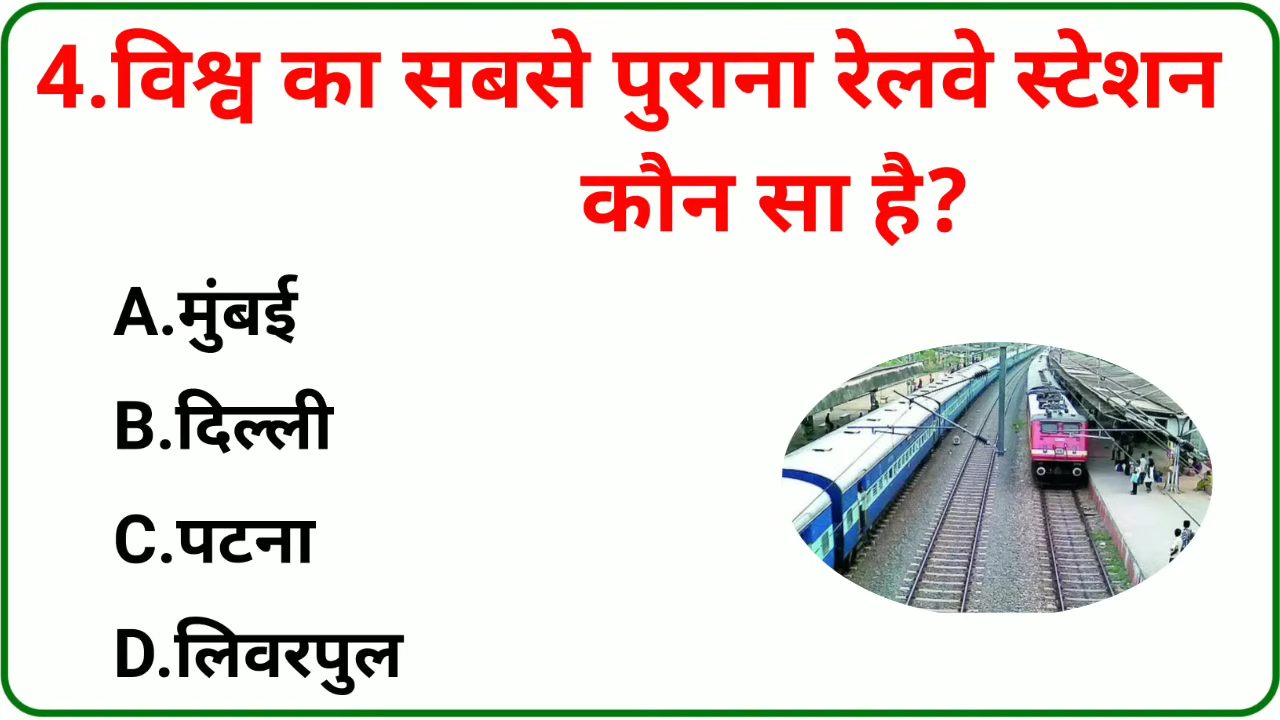 4.विश्व का सबसे पुराना रेलवे स्टेशन
कौन सा है?
A.मुंबई
B.दिल्ली
C.पटना
D.लिवरपुल